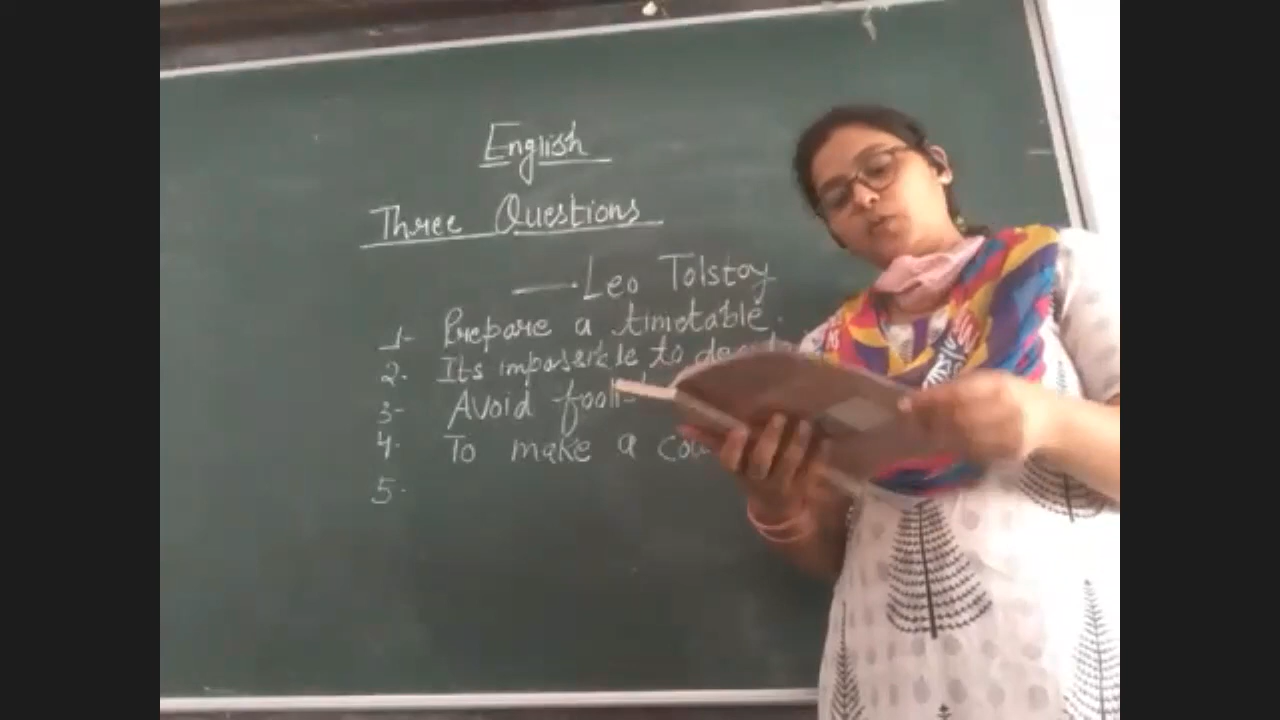 English
Three Questions
— Leo Tolstoy
1- Prepare a timetable.
2. Its impossible to
3- Avoid
4. To make a
5.